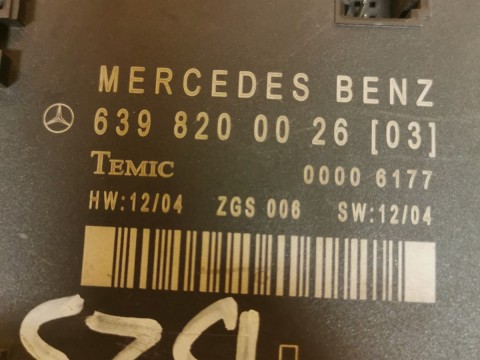 MERCEDES BENZ
639 820 00 26 [03]
TEMIC 0000 6177
HW:12/04 ZGS 006 SW:12/04